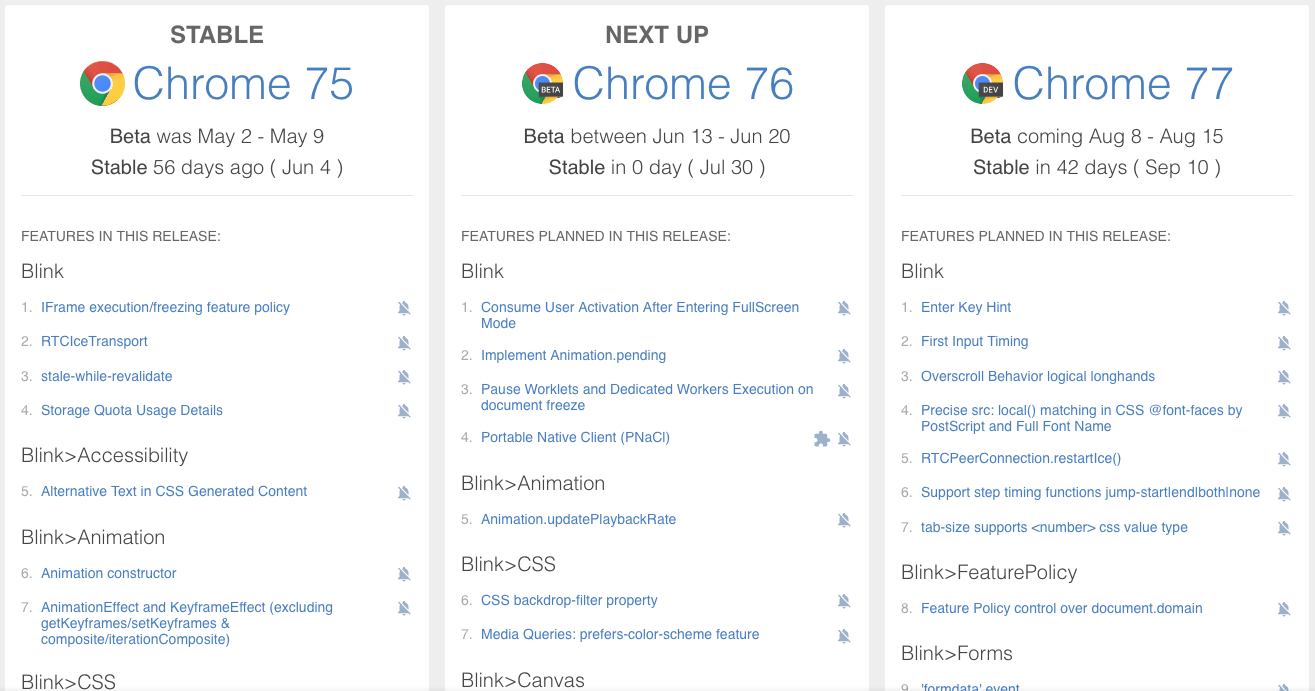 STABLE
Chrome 75
Beta was May 2 - May 9
Stable 56 days ago ( Jun 4 )
FEATURES IN THIS RELEASE:
Blink
1. IFrame execution/freezing feature policy
2. RTCIceTransport
3. stale-while-revalidate
4. Storage Quota Usage Details
Blink>Accessibility
5. Alternative Text in CSS Generated Content
Blink>Animation
6. Animation constructor
7. AnimationEffect and KeyframeEffect (excluding
getKeyframes/setKeyframes &
composite/iterationComposite)
Blink>CSS
NEXT UP
BETA
Chrome 76
Beta between Jun 13 - Jun 20
Stable in 0 day ( Jul 30 )
FEATURES PLANNED IN THIS RELEASE:
Blink
1. Consume User Activation After Entering FullScreen
Mode
2. Implement Animation.pending
3. Pause Worklets and Dedicated Workers Execution on
document freeze
4. Portable Native Client (PNaCl)
Blink>Animation
5. Animation.updatePlaybackRate
Blink>CSS
6. CSS backdrop-filter property
7. Media Queries: prefers-color-scheme feature
Blink>Canvas
DEV
Chrome 77
Beta coming Aug 8 - Aug 15
Stable in 42 days ( Sep 10 )
FEATURES PLANNED IN THIS RELEASE:
Blink
1. Enter Key Hint
2. First Input Timing
3. Overscroll Behavior logical longhands
4. Precise src: local() matching in CSS @font-faces by
PostScript and Full Font Name
5. RTCPeerConnection.restartIce()
6. Support step timing functions jump-start|end|both|none
7. tab-size supports <number> css value type
Blink>FeaturePolicy
8. Feature Policy control over document.domain
Blink>Forms
9. 'formdata' event